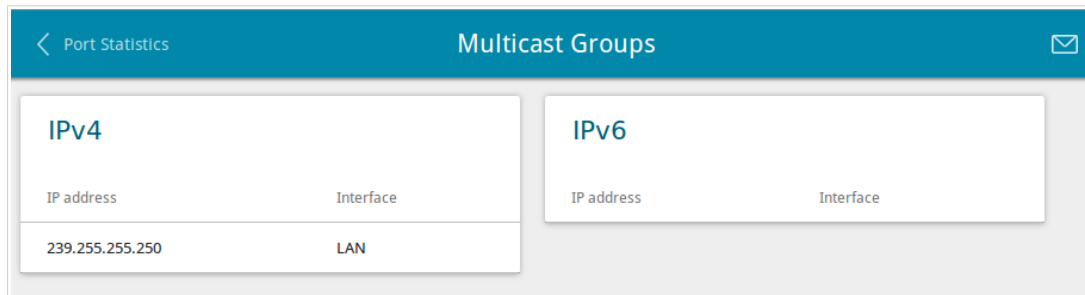 Port Statistics
Multicast Groups
IPv4
IP address Interface
239.255.255.250 LAN
IPv6
IP address Interface